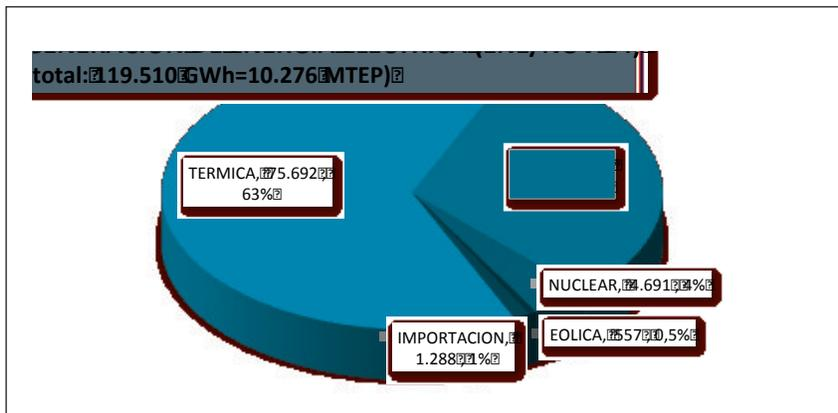 total: 119.510 GWh=10.276 MTEP)
TERMICA, 75.692,
63%
NUCLEAR, 4.691, 4%
IMPORTACION,
1.288, 1%
EOLICA, 557, 0,5%